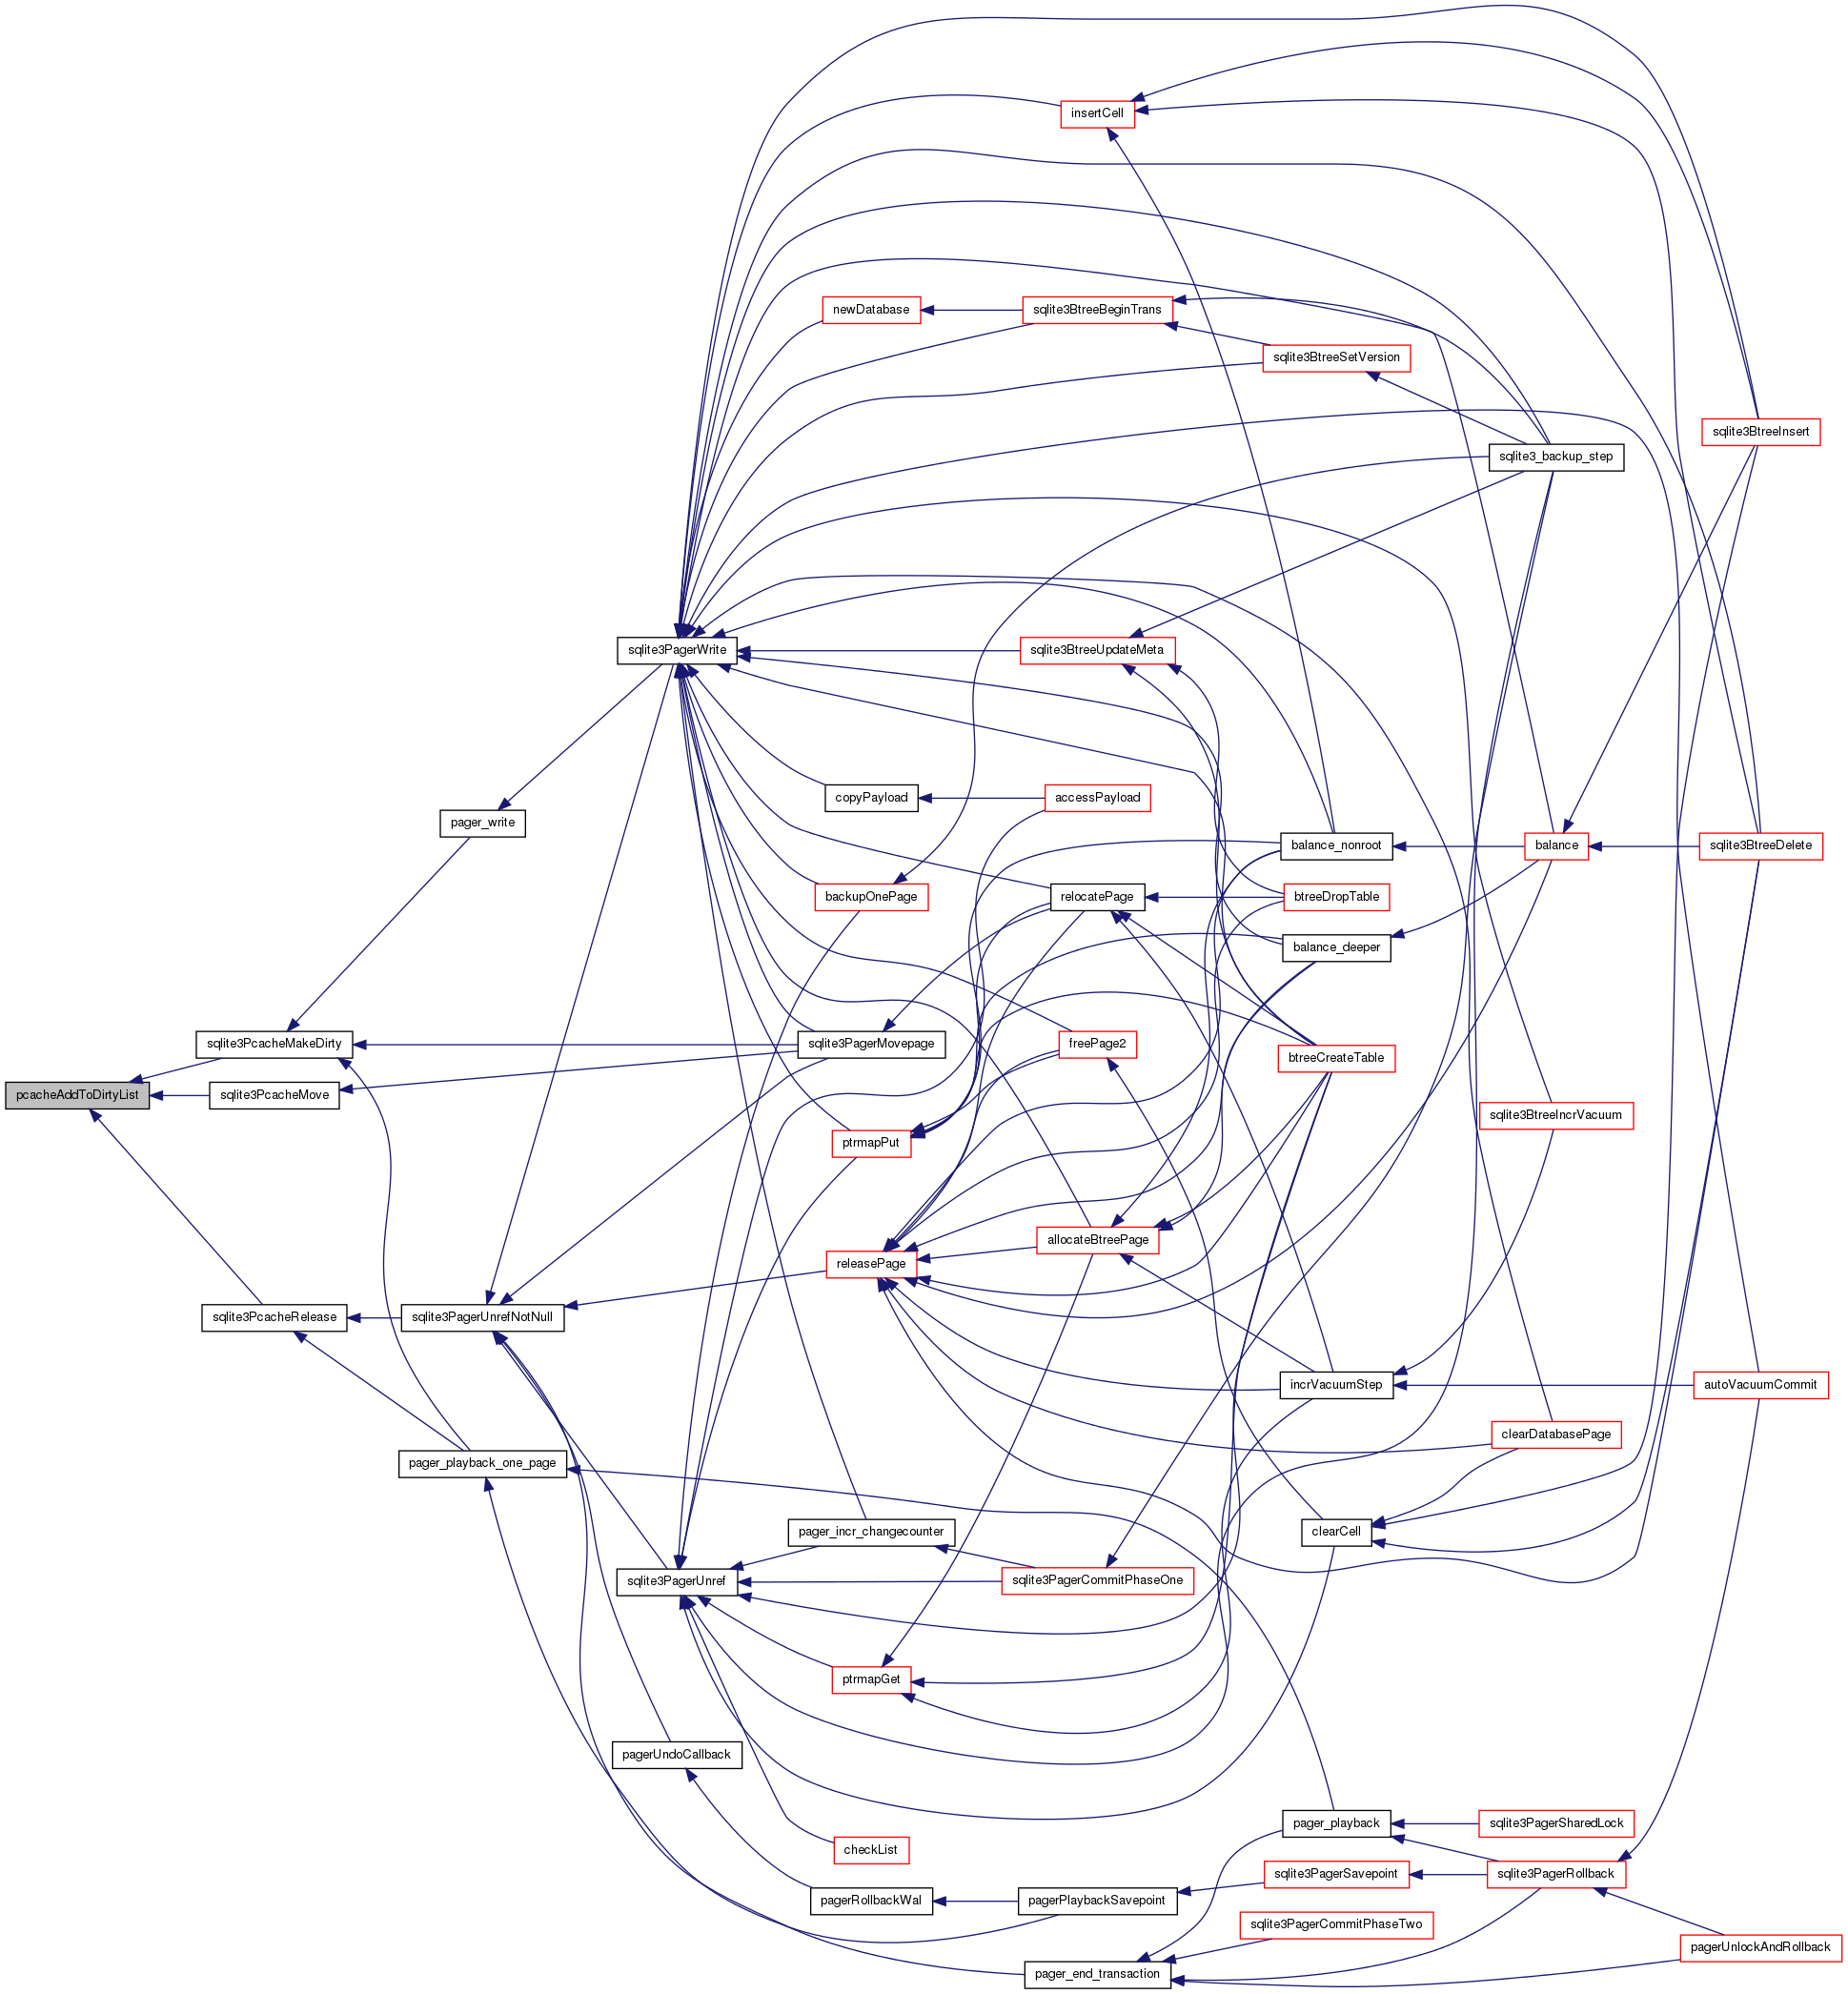 insertCell
newDatabase
sqlite3BtreeBeginTrans
sqlite3BtreeSetVersion
sqlite3BtreeInsert
sqlite3_backup_step
sqlite3PagerWrite
sqlite3BtreeUpdateMeta
copyPayload
accessPayload
pager_write
balance_nonroot
balance
sqlite3BtreeDelete
backupOnePage
relocatePage
btreeDropTable
balance_deeper
sqlite3PcacheMakeDirty
sqlite3PagerMovepage
freePage2
btreeCreateTable
pcacheAddToDirtyList
sqlite3PcacheMove
sqlite3BtreeIncrVacuum
ptrmapPut
allocateBtreePage
releasePage
sqlite3PcacheRelease
sqlite3PagerUnrefNotNull
incrVacuumStep
autoVacuumCommit
clearDatabasePage
pager_playback_one_page
pager_incr_changecounter
clearCell
sqlite3PagerUnref
sqlite3PagerCommitPhaseOne
ptrmapGet
pagerUndoCallback
pager_playback
sqlite3PagerSharedLock
checkList
sqlite3PagerSavepoint
sqlite3PagerRollback
pagerRollbackWal
pagerPlaybackSavepoint
sqlite3PagerCommitPhaseTwo
pagerUnlockAndRollback
pager_end_transaction